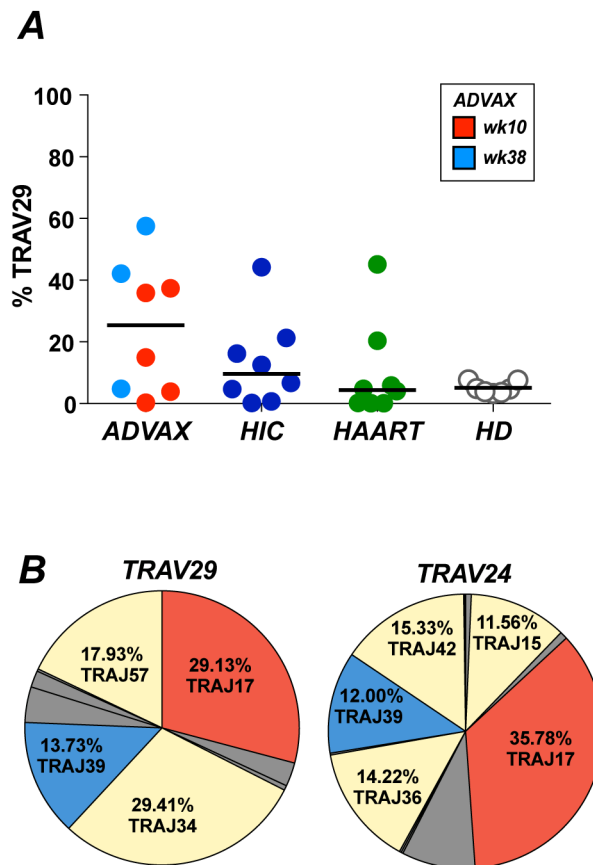 A
100
80
60
40
20
0
% TRAV29
ADVAX
wk10
wk38
ADVAX
HIC
HAART
HD
B
TRAV29
TRAV24
17.93%
TRAJ57
29.13%
TRAJ17
13.73%
TRAJ39
29.41%
TRAJ34
15.33%
TRAJ42
11.56%
TRAJ15
12.00%
TRAJ39
35.78%
TRAJ17
14.22%
TRAJ36